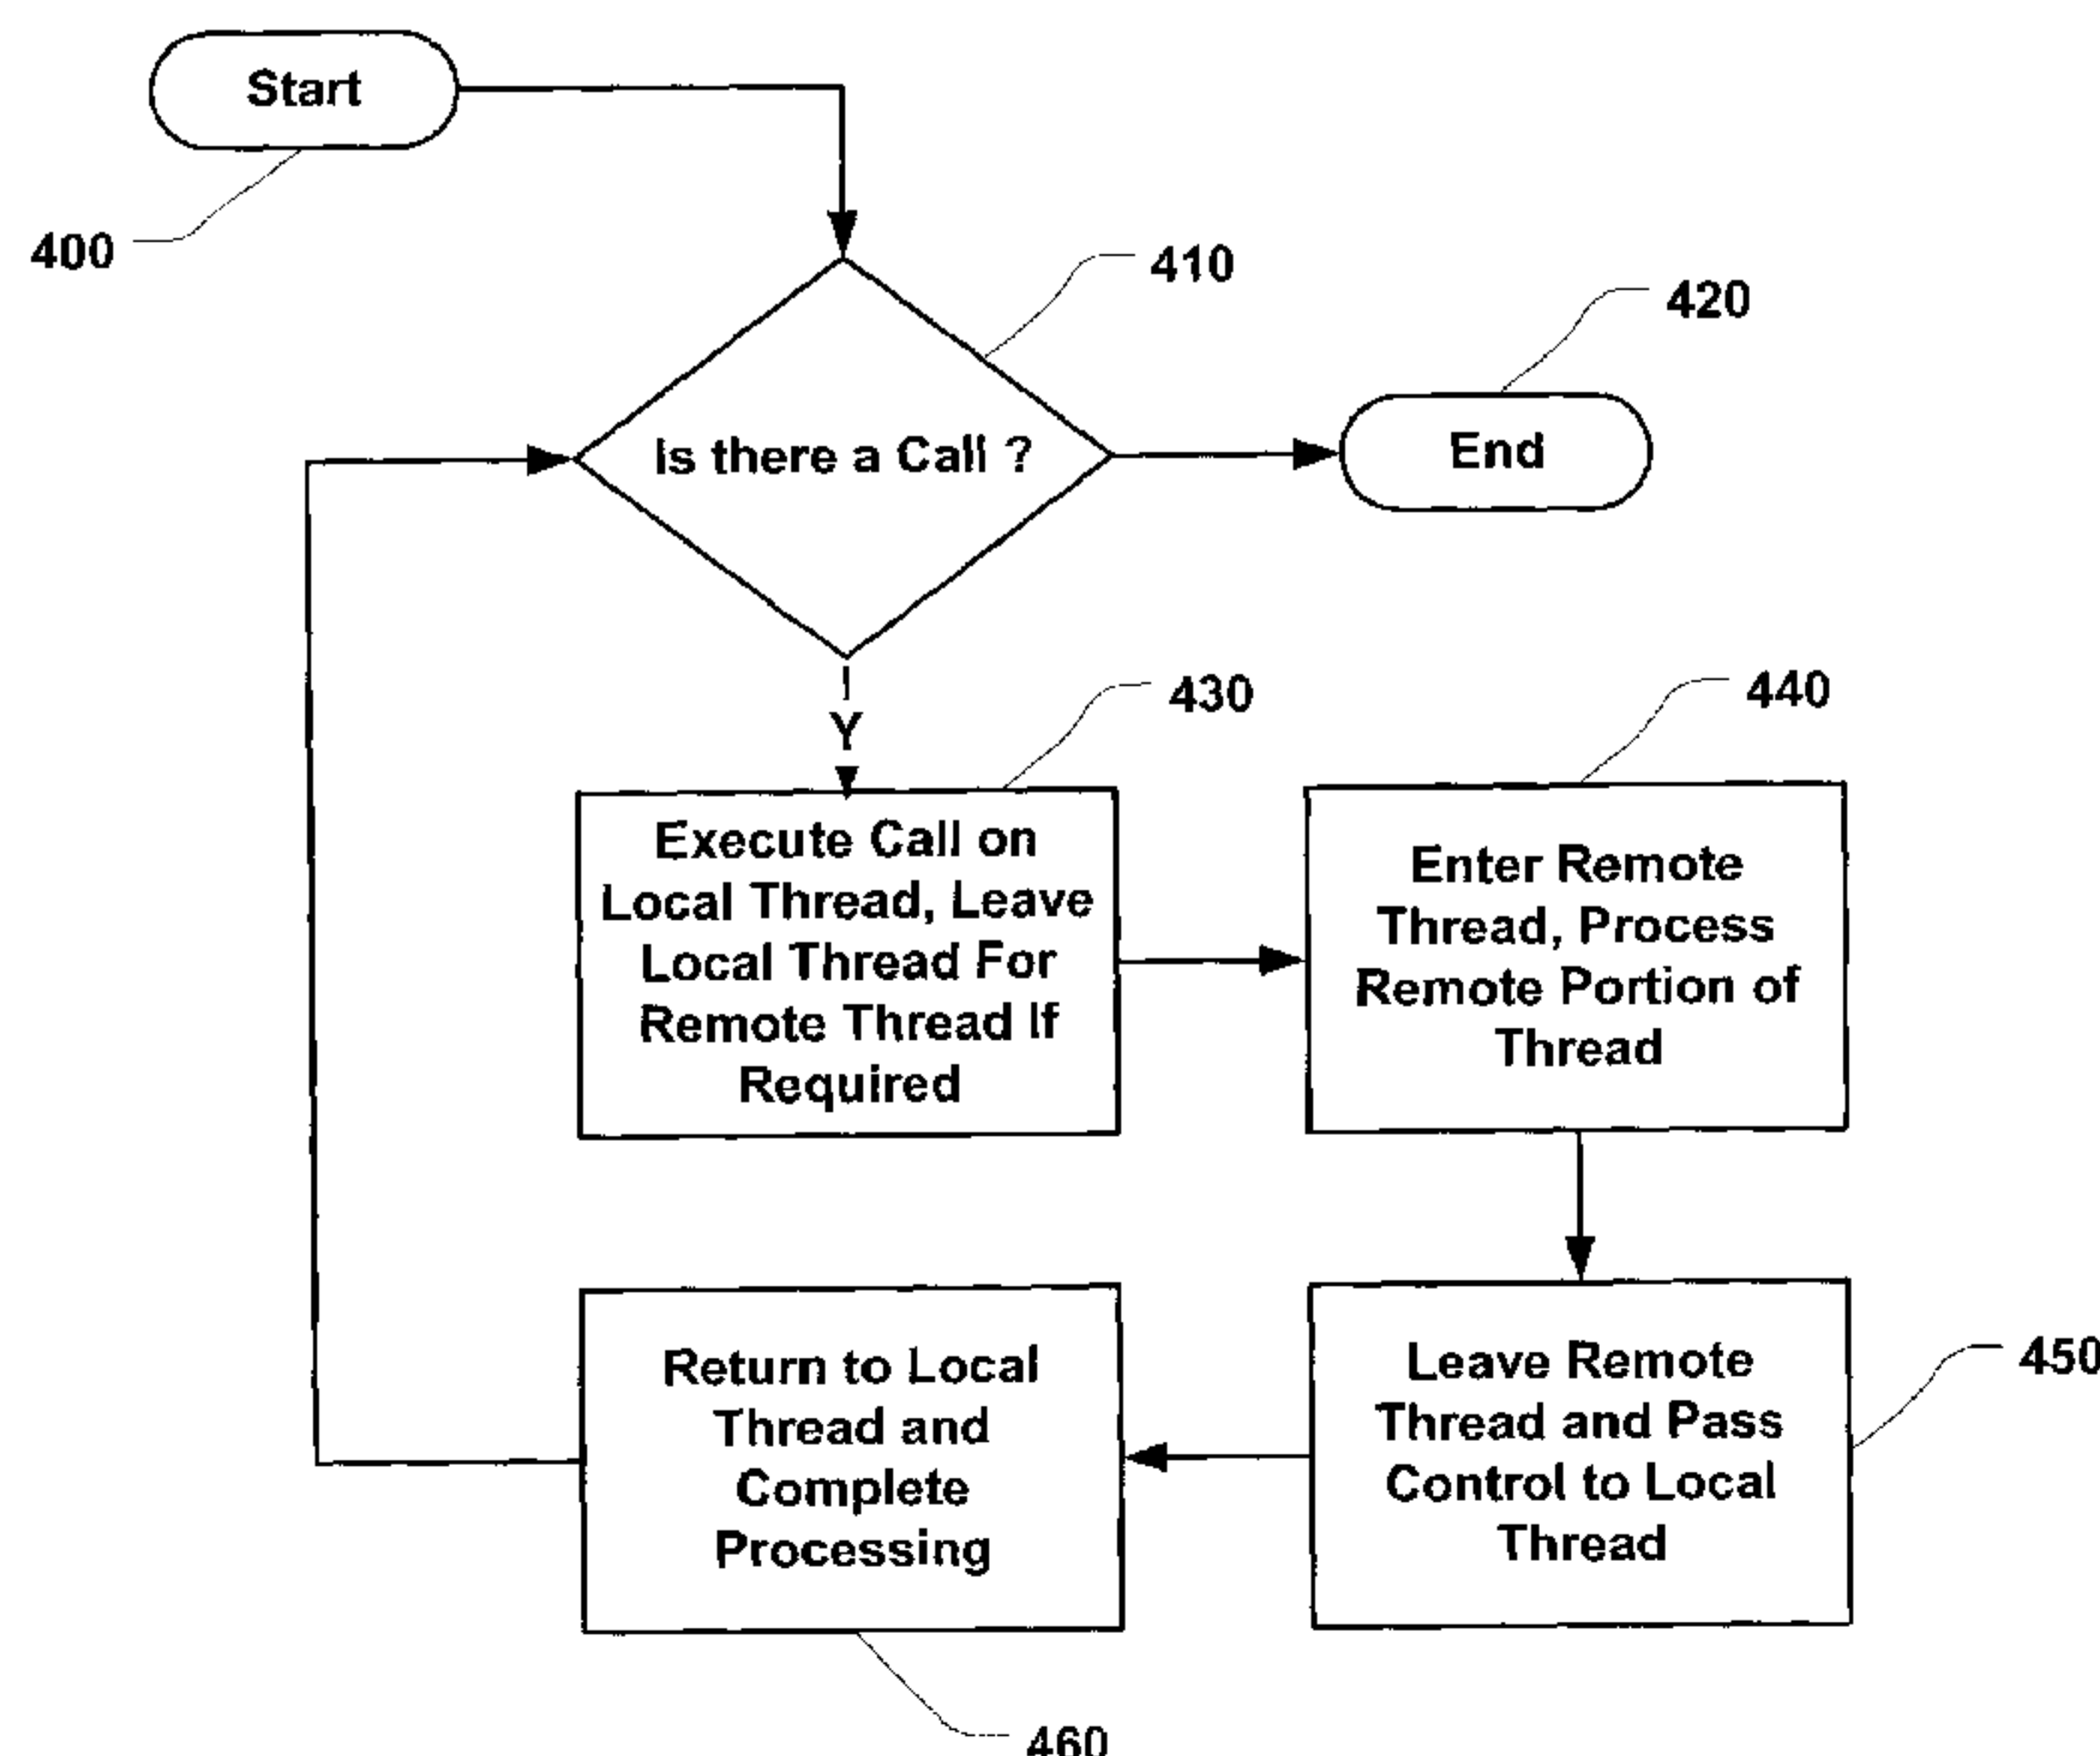 Start
400
410
420
Is there a Call ?
End
Y
430
440
Execute Call on
Local Thread, Leave
Local Thread For
Remote Thread If
Required
Enter Remote
Thread, Process
Remote Portion of
Thread
Return to Local
Thread and
Complete
Processing
Leave Remote
Thread and Pass
Control to Local
Thread
450
460